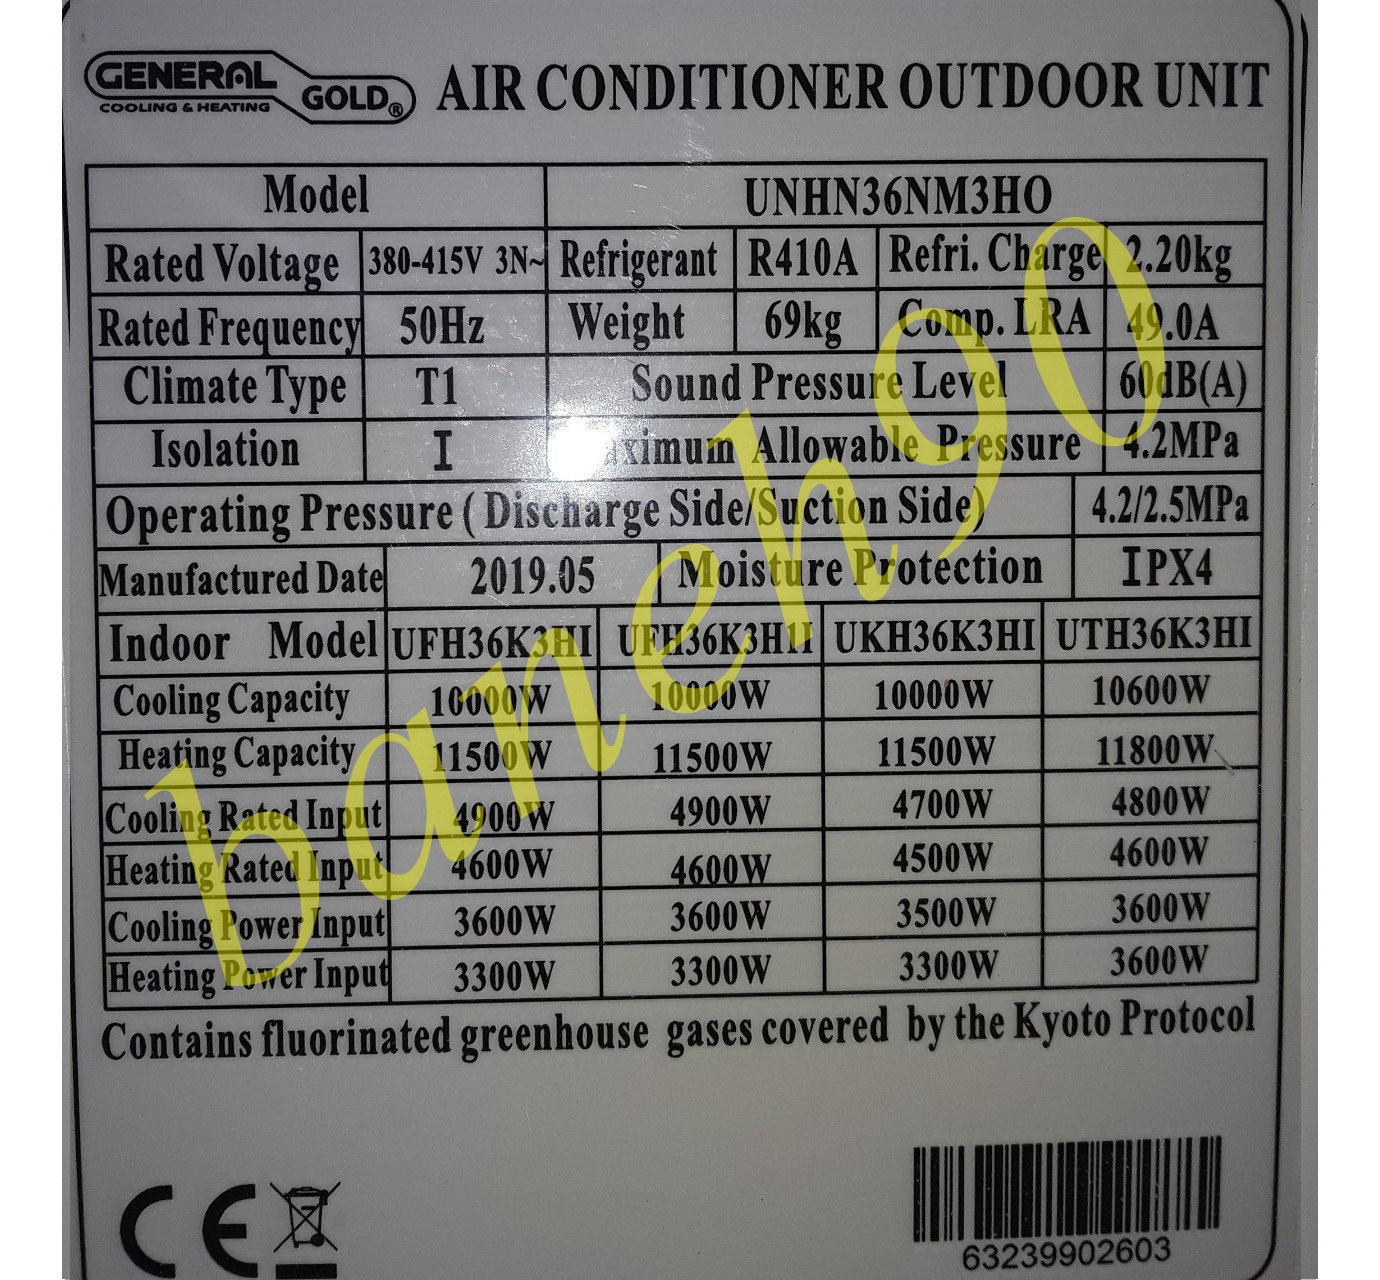 GENERAL GOLD® AIR CONDITIONER OUTDOOR UNIT
COOLING & HEATING
Model UNHN36NM3HO
Rated Voltage 380-415V 3N~ Refrigerant R410A Refri. Charge 2.20kg
Rated Frequency 50Hz Weight 69kg Comp. LRA 49.0A
Climate Type T1 Sound Pressure Level 60dB(A)
Isolation I Maximum Allowable Pressure 4.2MPa
Operating Pressure ( Discharge Side/Suction Side) 4.2/2.5MPa
Manufactured Date 2019.05 Moisture Protection IPX4
Indoor Model UFH36K3HI UFH36K3H1I UKH36K3HI UTH36K3HI
Cooling Capacity 10000W 10000W 10000W 10600W
Heating Capacity 11500W 11500W 11500W 11800W
Cooling Rated Input 4900W 4900W 4700W 4800W
Heating Rated Input 4600W 4600W 4500W 4600W
Cooling Power Input 3600W 3600W 3500W 3600W
Heating Power Input 3300W 3300W 3300W 3600W
Contains fluorinated greenhouse gases covered by the Kyoto Protocol
baneh90
CE
63239902603